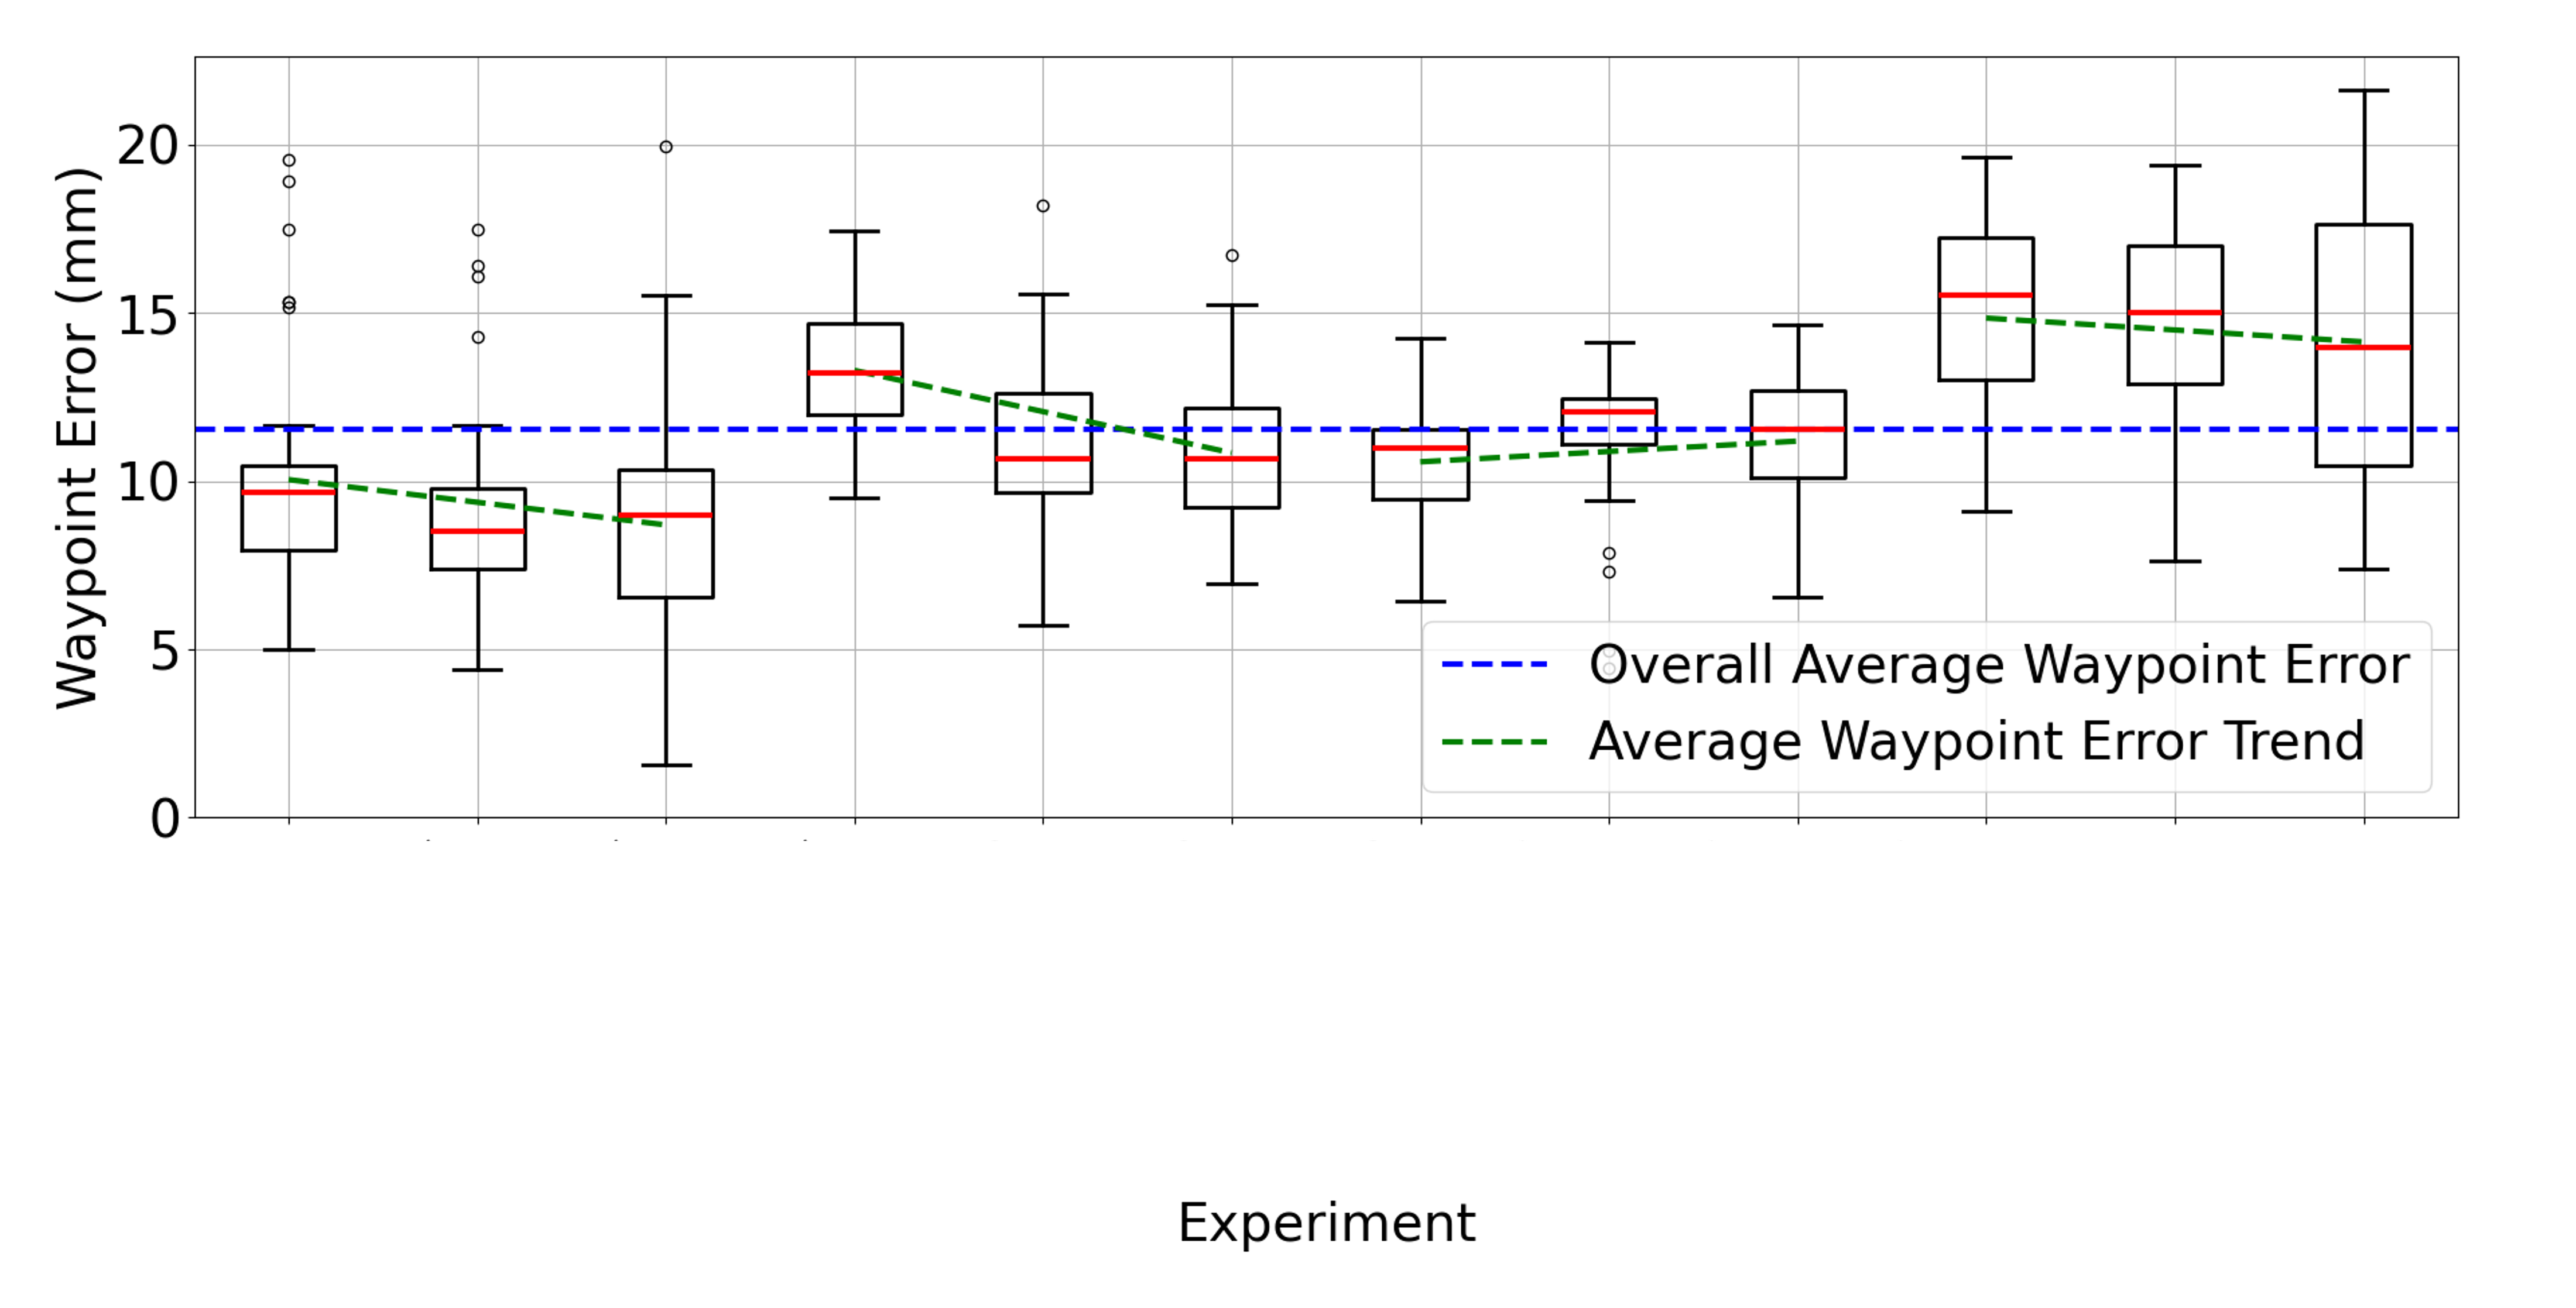 Waypoint Error (mm)
20
15
10
5
0
Overall Average Waypoint Error
Average Waypoint Error Trend
Experiment